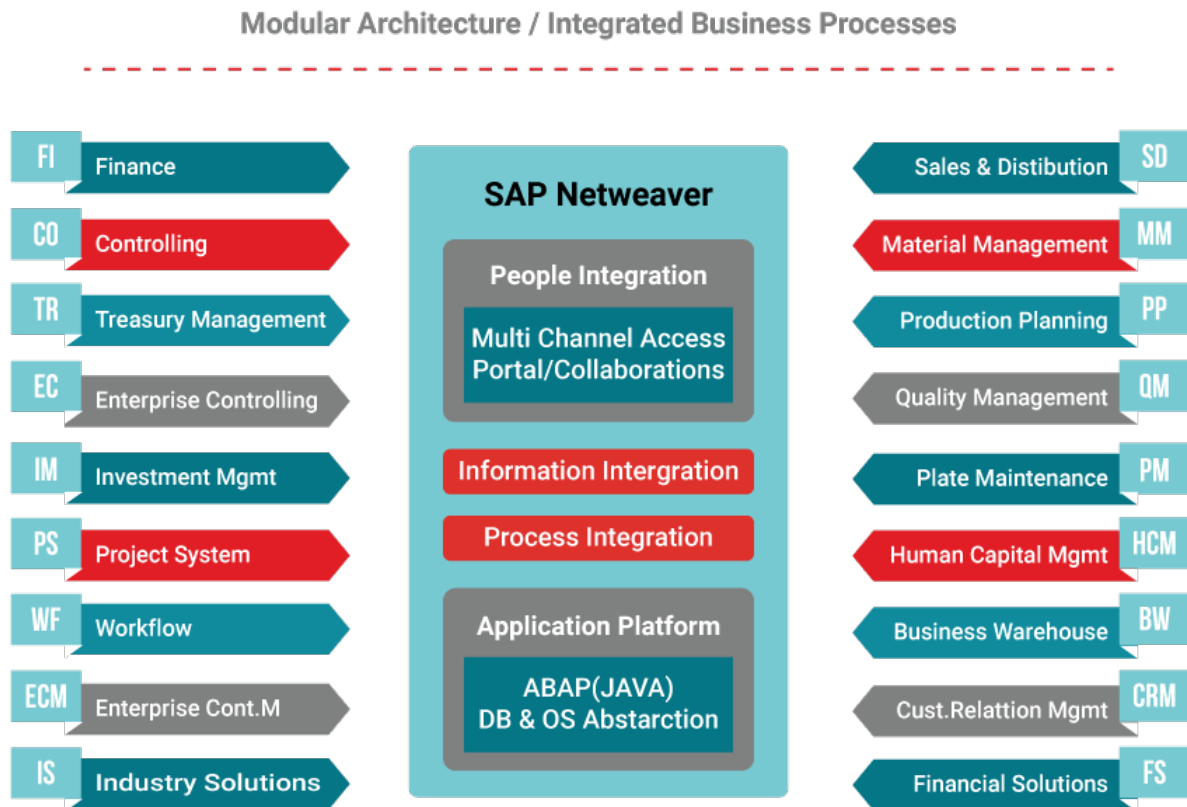 Modular Architecture / Integrated Business Processes
FI
Finance
CO
Controlling
TR
Treasury Management
EC
Enterprise Controlling
IM
Investment Mgmt
PS
Project System
WF
Workflow
ECM
Enterprise Cont.M
IS
Industry Solutions
SAP Netweaver
People Integration
Multi Channel Access
Portal/Collaborations
Information Intergration
Process Integration
Application Platform
ABAP(JAVA)
DB & OS Abstarction
Sales & Distibution
SD
Material Management
MM
Production Planning
PP
Quality Management
QM
Plate Maintenance
PM
Human Capital Mgmt
HCM
Business Warehouse
BW
Cust.Relattion Mgmt
CRM
Financial Solutions
FS